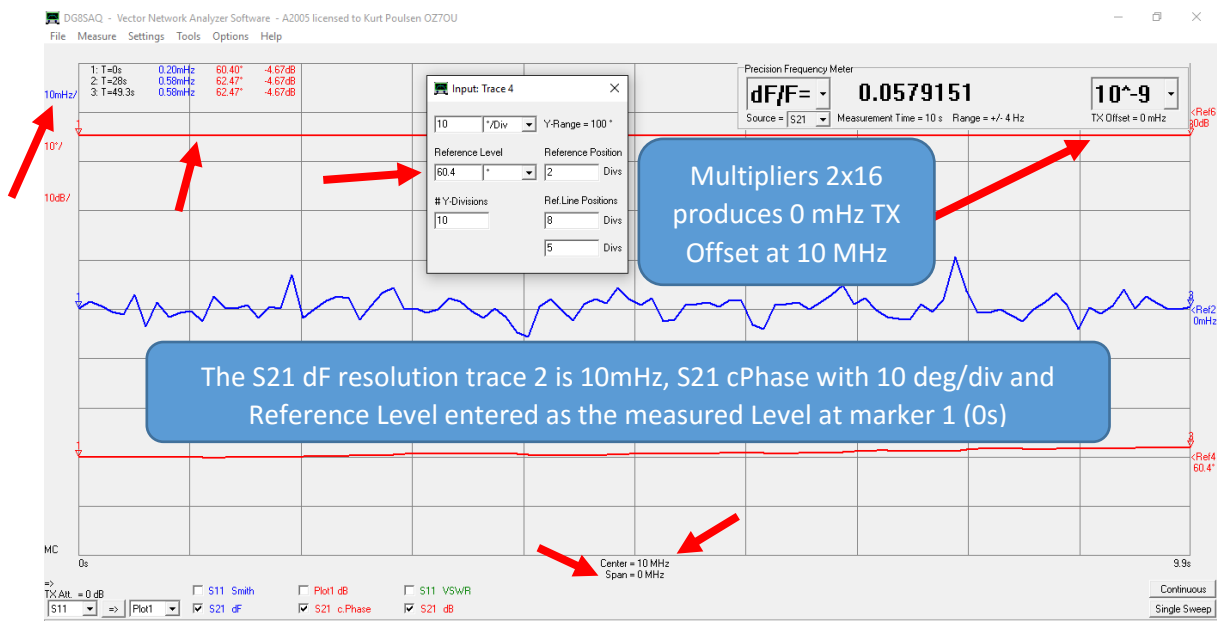 DG8SAQ - Vector Network Analyzer Software - A2005 licensed to Kurt Poulsen OZ7OU
File Measure Settings Tools Options Help
1: T=0s 0.20mHz 60.40° -4.67dB
2: T=28s 0.58mHz 62.47° -4.67dB
3: T=49.3s 0.58mHz 62.47° -4.67dB
10mHz/
10°/
10dB/
Input: Trace 4
10 °/Div Y-Range = 100 °
Reference Level Reference Position
60.4 ° 2 Divs
# Y-Divisions Ref.Line Positions
10 8 Divs
5 Divs
Precision Frequency Meter
dF/F= 0.0579151 10^-9
Source = S21 Measurement Time = 10 s Range = +/- 4 Hz TX Offset = 0 mHz
<Ref6
Multipliers 2x16
produces 0 mHz TX
Offset at 10 MHz
1
1
<Ref2
0mHz
The S21 dF resolution trace 2 is 10mHz, S21 cPhase with 10 deg/div and
Reference Level entered as the measured Level at marker 1 (0s)
1
<Ref4
60.4°
MC
0s Center = 10 MHz 9.9s
Span = 0 MHz
=>
TX Att. = 0 dB S11 Smith Plot1 dB S11 VSWR Continuous
S11 => Plot1 S21 dF S21 c.Phase S21 dB Single Sweep